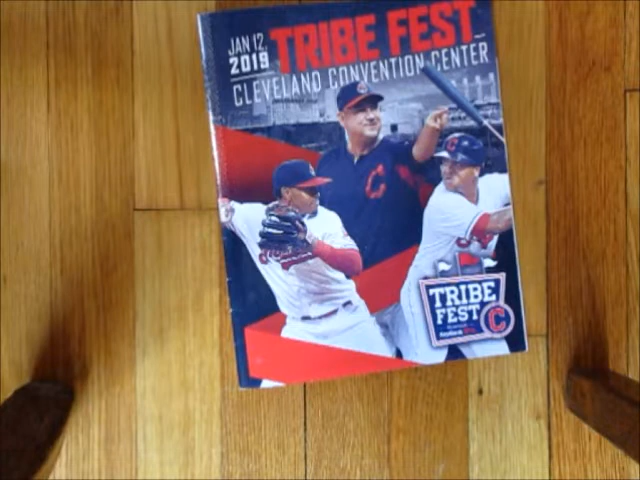 JAN 12,
2019
TRIBE FEST
CLEVELAND CONVENTION CENTER
TRIBE
FEST
C
C
C